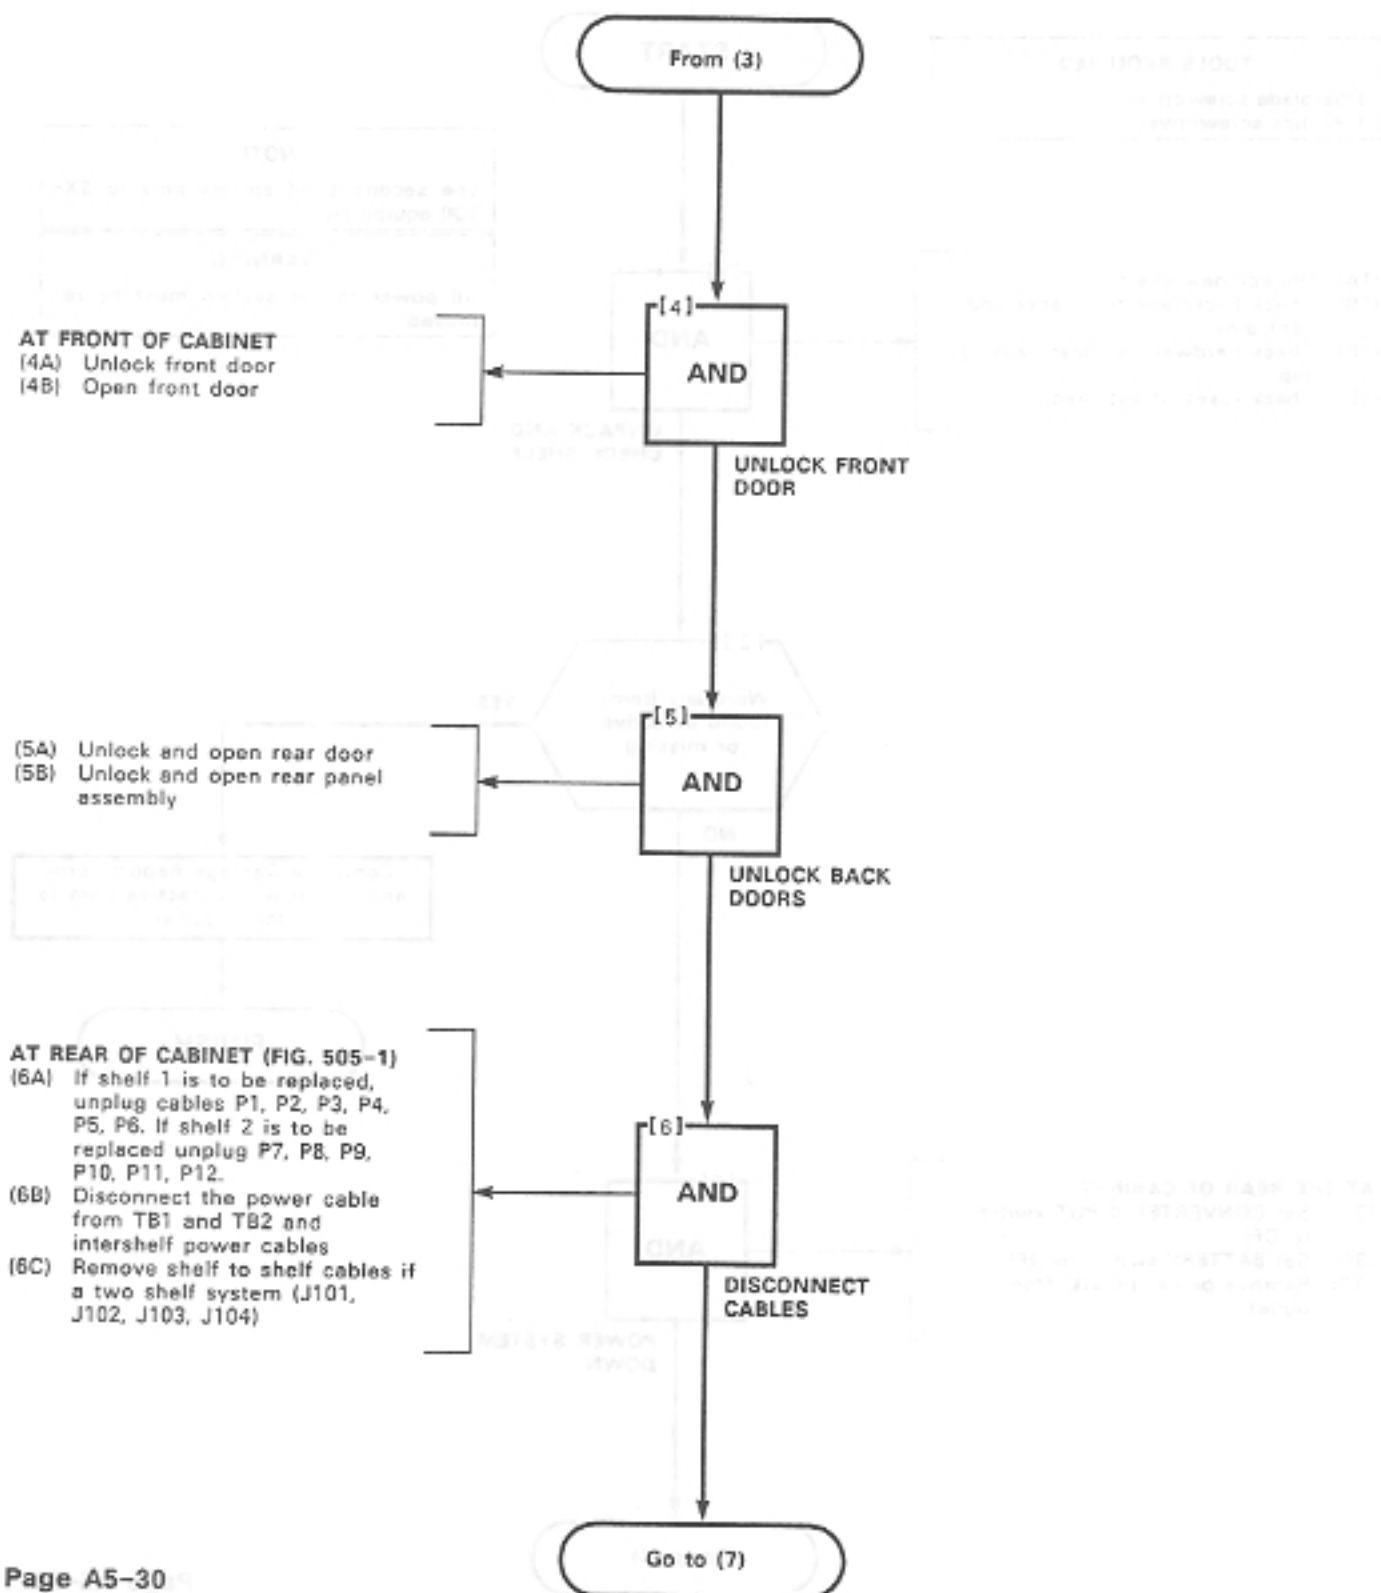 From (3)
[4]
AND
AT FRONT OF CABINET
(4A) Unlock front door
(4B) Open front door
UNLOCK FRONT
DOOR
[5]
AND
(5A) Unlock and open rear door
(5B) Unlock and open rear panel
assembly
UNLOCK BACK
DOORS
AT REAR OF CABINET (FIG. 505-1)
(6A) If shelf 1 is to be replaced,
unplug cables P1, P2, P3, P4,
P5, P6. If shelf 2 is to be
replaced unplug P7, P8, P9,
P10, P11, P12.
(6B) Disconnect the power cable
from TB1 and TB2 and
intershelf power cables
(6C) Remove shelf to shelf cables if
a two shelf system (J101,
J102, J103, J104)
[6]
AND
DISCONNECT
CABLES
Go to (7)
Page A5-30